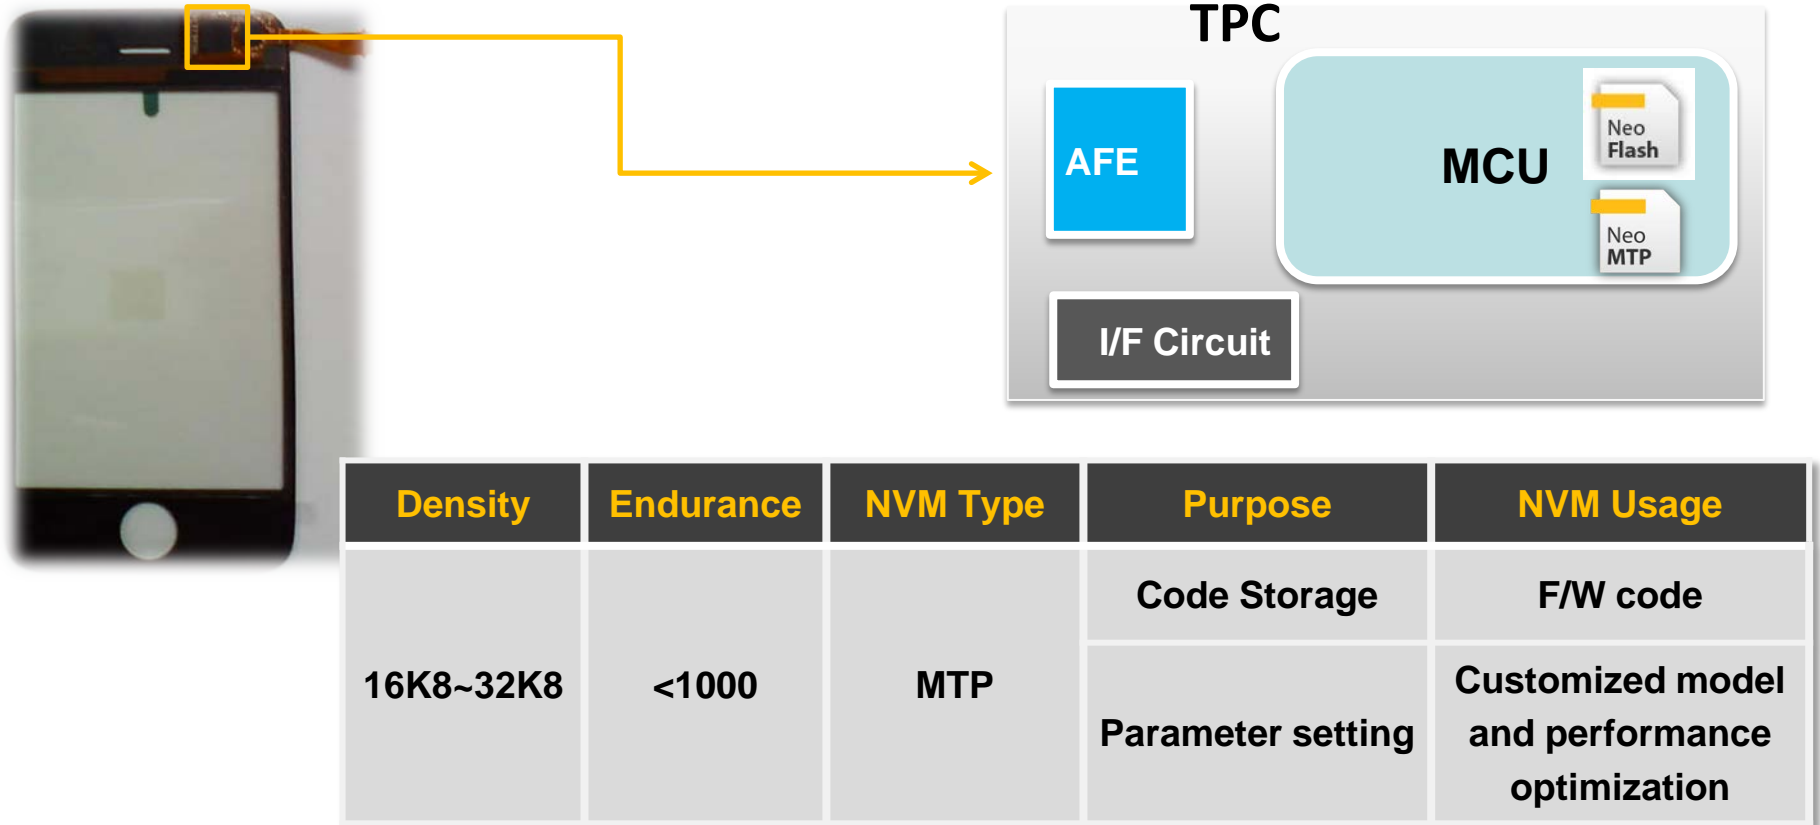 TPC
AFE
MCU
Neo
Flash
Neo
MTP
I/F Circuit
Density Endurance NVM Type Purpose NVM Usage
16K8~32K8 <1000 MTP
Code Storage F/W code
Parameter setting
Customized model
and performance
optimization